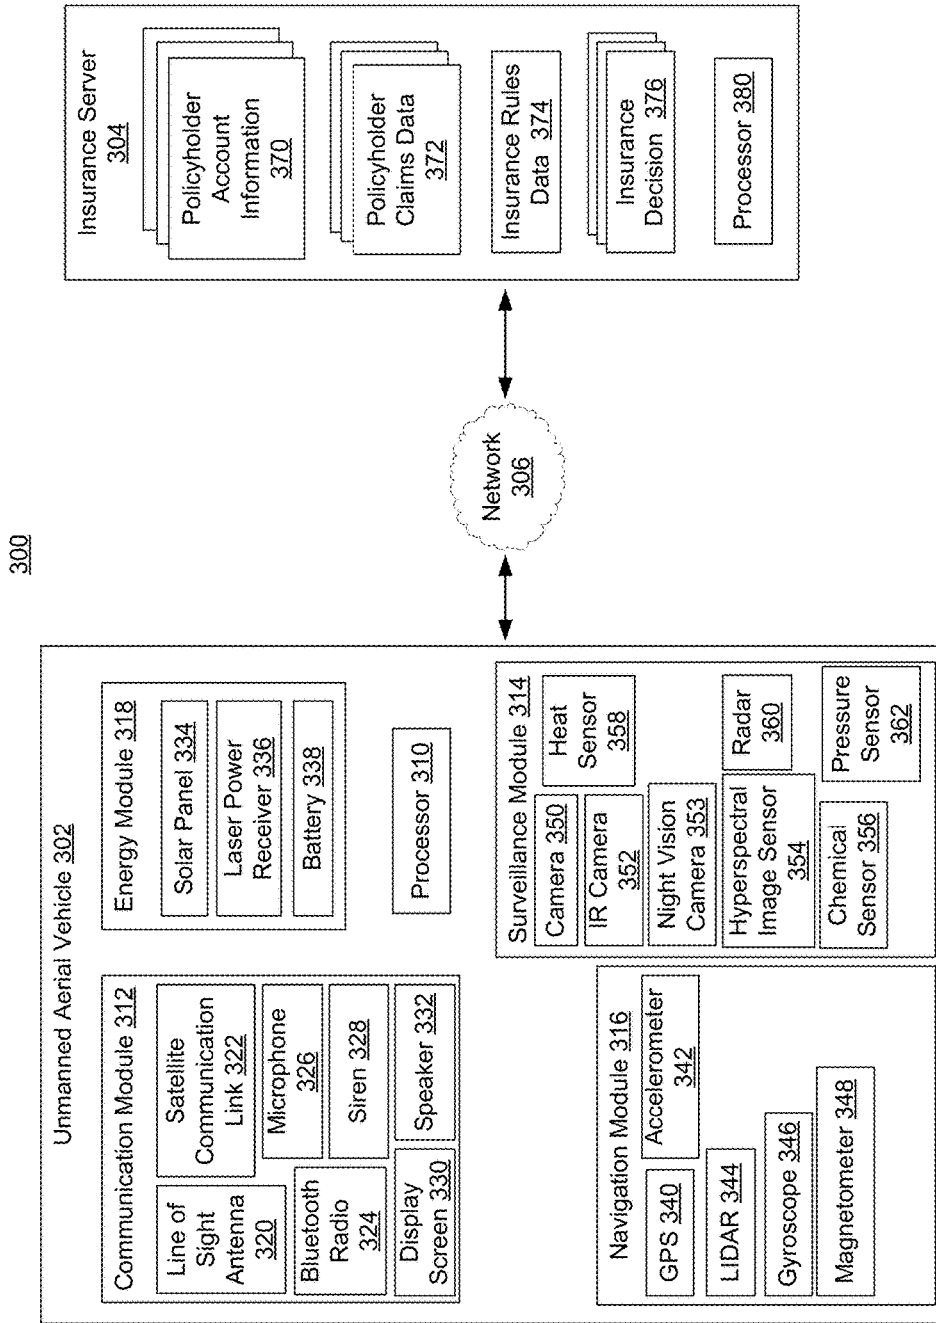 300
Unmanned Aerial Vehicle 302
Communication Module 312
Line of
Sight
Antenna
320
Satellite
Communication
Link 322
Bluetooth
Radio
324
Microphone
326
Siren 328
Display
Screen 330
Speaker 332
Energy Module 318
Solar Panel 334
Laser Power
Receiver 336
Battery 338
Processor 310
Navigation Module 316
GPS 340
Accelerometer
342
LIDAR 344
Gyroscope 346
Magnetometer 348
Surveillance Module 314
Camera 350
Heat
Sensor
358
IR Camera
352
Night Vision
Camera 353
Hyperspectral
Image Sensor
354
Radar
360
Chemical
Sensor 356
Pressure
Sensor
362
Network
306
Insurance Server
304
Policyholder
Account
Information
370
Policyholder
Claims Data
372
Insurance Rules
Data 374
Insurance
Decision 376
Processor 380